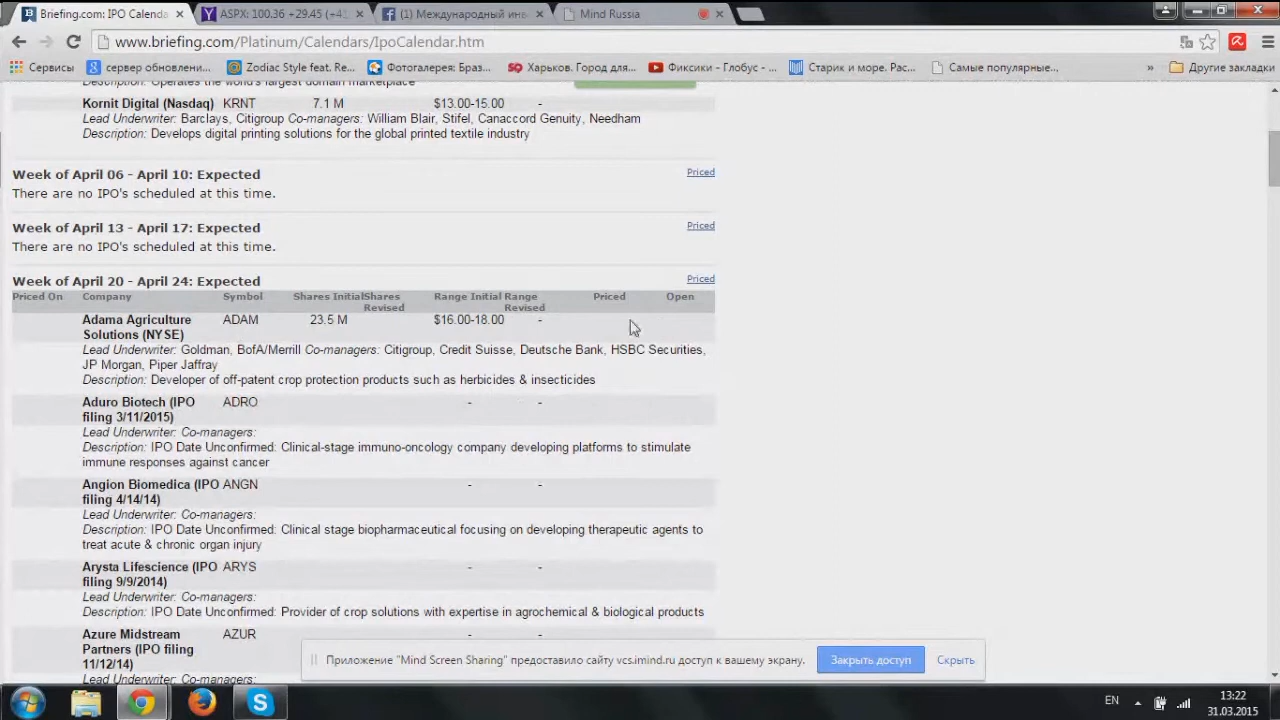 Briefing.com: IPO Calenda
ASPX: 100.36 +29.45 (+41
(1) Международный инв
Mind Russia
www.briefing.com/Platinum/Calendars/IpoCalendar.htm
Сервисы
сервер обновлени...
Zodiac Style feat. Re...
Фотогалерея: Браз...
Харьков. Город для...
Фиксики – Глобус - ...
Старик и море. Рас...
Самые популярные...
»
Другие закладки
Description: Operates the world's largest domain marketplace
Kornit Digital (Nasdaq) KRNT 7.1 M $13.00-15.00 -
Lead Underwriter: Barclays, Citigroup Co-managers: William Blair, Stifel, Canaccord Genuity, Needham
Description: Develops digital printing solutions for the global printed textile industry
Week of April 06 - April 10: Expected Priced
There are no IPO's scheduled at this time.
Week of April 13 - April 17: Expected Priced
There are no IPO's scheduled at this time.
Week of April 20 - April 24: Expected Priced
Priced On Company Symbol Shares Initial Shares Revised Range Initial Range Revised Priced Open
Adama Agriculture ADAM 23.5 M $16.00-18.00 -
Solutions (NYSE)
Lead Underwriter: Goldman, BofA/Merrill Co-managers: Citigroup, Credit Suisse, Deutsche Bank, HSBC Securities,
JP Morgan, Piper Jaffray
Description: Developer of off-patent crop protection products such as herbicides & insecticides
Aduro Biotech (IPO ADRO - -
filing 3/11/2015)
Lead Underwriter: Co-managers:
Description: IPO Date Unconfirmed: Clinical-stage immuno-oncology company developing platforms to stimulate
immune responses against cancer
Angion Biomedica (IPO ANGN - -
filing 4/14/14)
Lead Underwriter: Co-managers:
Description: IPO Date Unconfirmed: Clinical stage biopharmaceutical focusing on developing therapeutic agents to
treat acute & chronic organ injury
Arysta Lifescience (IPO ARYS - -
filing 9/9/2014)
Lead Underwriter: Co-managers:
Description: IPO Date Unconfirmed: Provider of crop solutions with expertise in agrochemical & biological products
Azure Midstream AZUR - -
Partners (IPO
filing
11/12/14)
Lead Underwriter: Co-managers:
Приложение "Mind Screen Sharing" предоставило сайту vcs.imind.ru доступ к вашему экрану.
Закрыть доступ
Скрыть
EN
13:22
31.03.2015